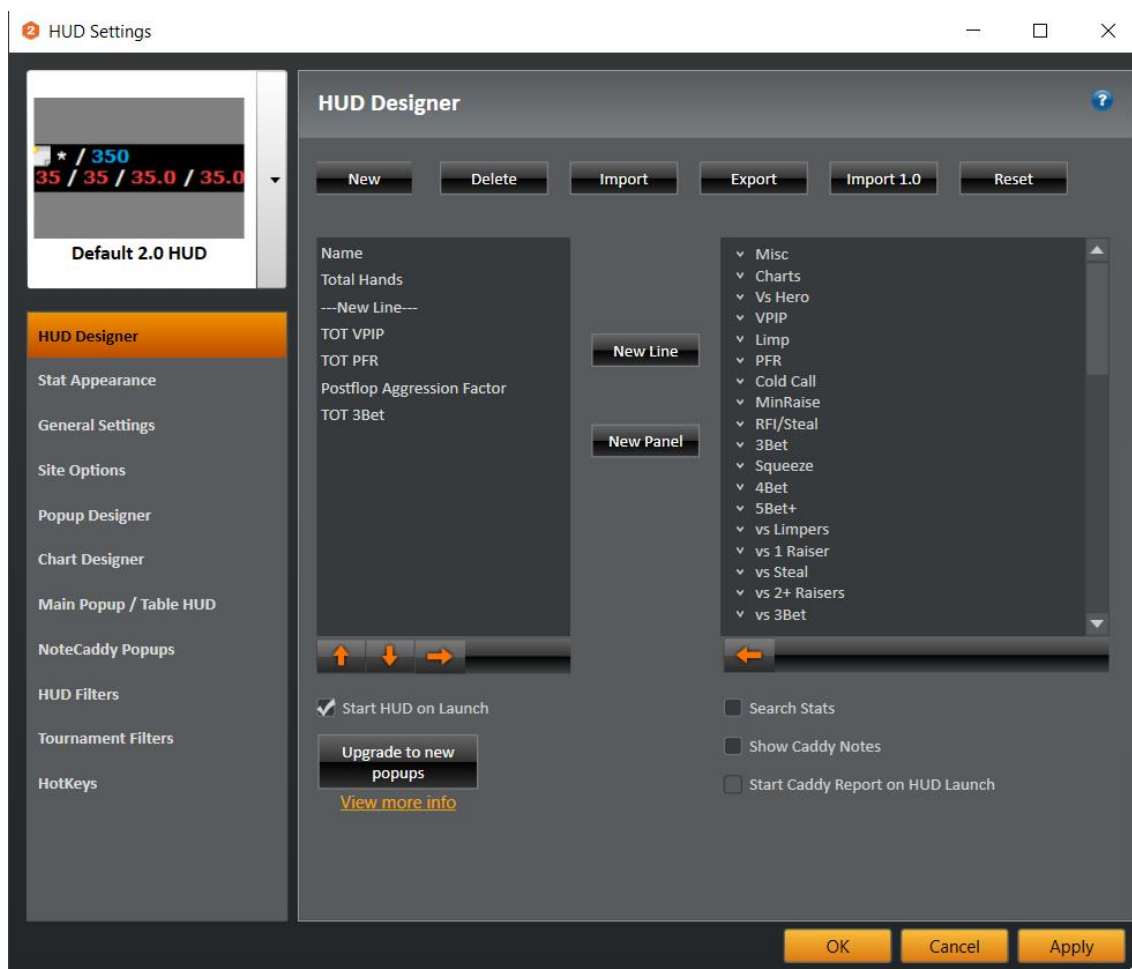 2 HUD Settings
* / 350
35 / 35 / 35.0 / 35.0
Default 2.0 HUD
HUD Designer
Stat Appearance
General Settings
Site Options
Popup Designer
Chart Designer
Main Popup / Table HUD
NoteCaddy Popups
HUD Filters
Tournament Filters
HotKeys
HUD Designer
?
New Delete Import Export Import 1.0 Reset
Name
Total Hands
---New Line---
TOT VPIP
TOT PFR
Postflop Aggression Factor
TOT 3Bet
New Line
New Panel
Misc
Charts
Vs Hero
VPIP
Limp
PFR
Cold Call
MinRaise
RFI/Steal
3Bet
Squeeze
4Bet
5Bet+
vs Limpers
vs 1 Raiser
vs Steal
vs 2+ Raisers
vs 3Bet
Start HUD on Launch
Upgrade to new
popups
View more info
Search Stats
Show Caddy Notes
Start Caddy Report on HUD Launch
OK Cancel Apply